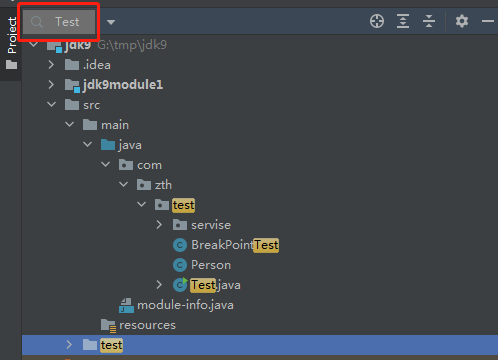 Project
Test
jdk9 G:\tmp\jdk9
.idea
jdk9module1
src
main
java
com
zth
test
servise
BreakPointTest
Person
Test.java
module-info.java
resources
test